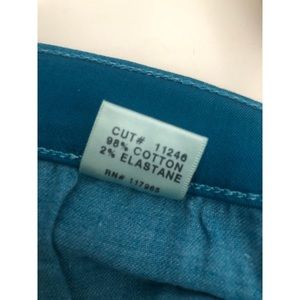 CUT# 11246
98% COTTON
2% ELASTANE
RN# 117965